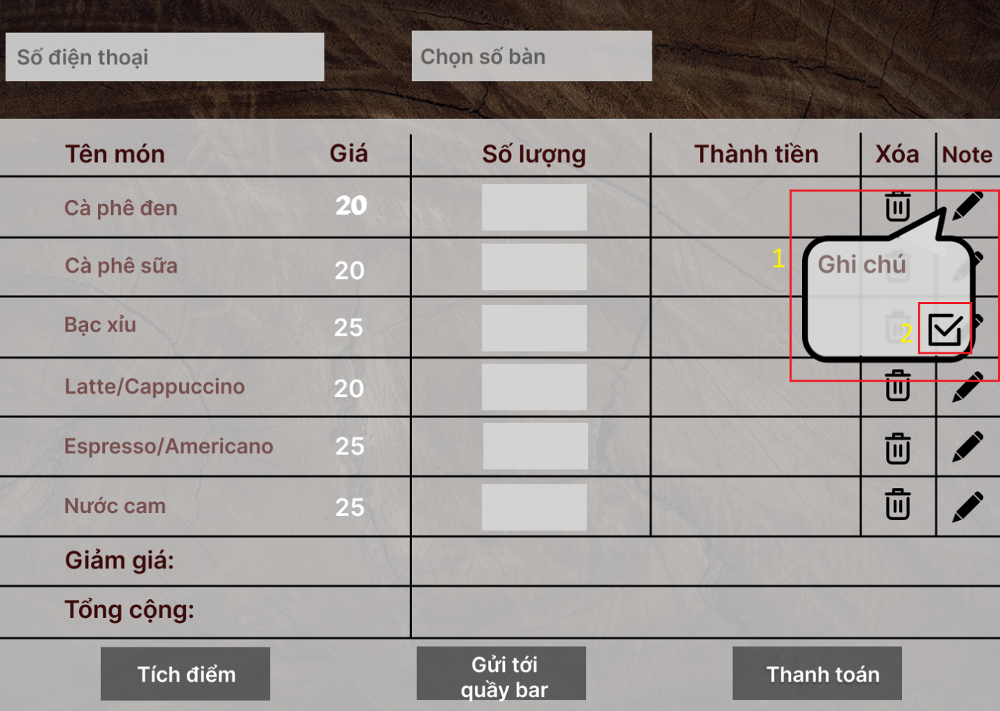 Số điện thoại
Chọn số bàn
Tên món Giá Số lượng Thành tiền Xóa Note
Cà phê đen 20
1
Ghi chú
Cà phê sữa 20
Bạc xỉu 25
2
Latte/Cappuccino 20
Espresso/Americano 25
Nước cam 25
Giảm giá:
Tổng cộng:
Tích điểm
Gửi tới
quầy bar
Thanh toán